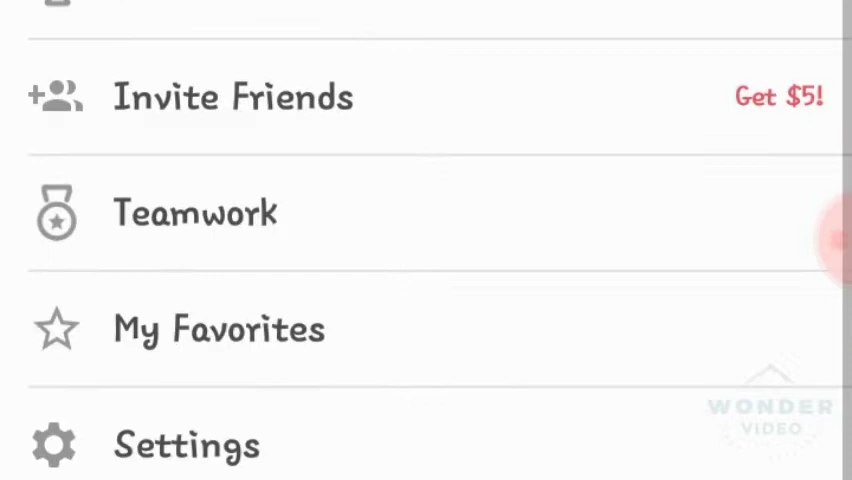 Invite Friends
Get $5!
Teamwork
My Favorites
WONDER
VIDEO
Settings